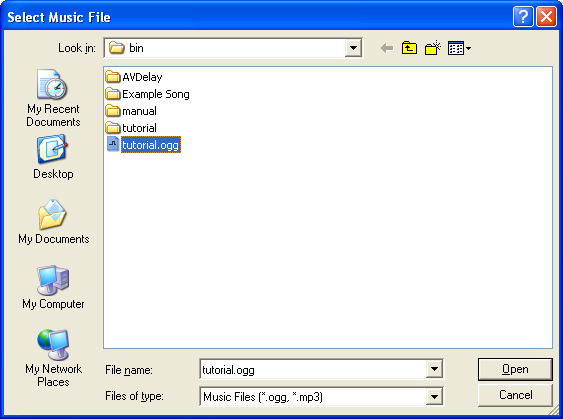 Select Music File
Look in: bin
My Recent
Documents
Desktop
My Documents
My Computer
My Network
Places
AVDelay
Example Song
manual
tutorial
tutorial.ogg
File name: tutorial.ogg Open
Files of type: Music Files (*.ogg, *.mp3) Cancel